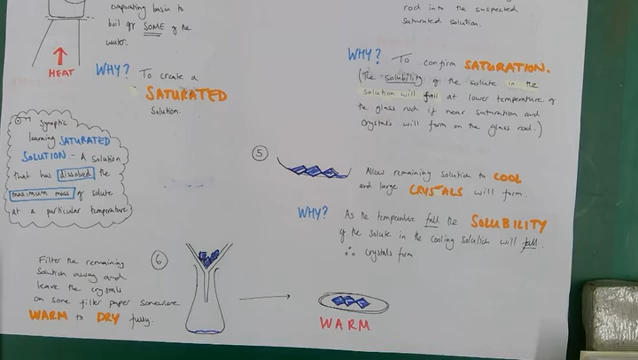 evaporating basin to
boil off SOME of the
water.
HEAT
WHY? To create a
SATURATED
solution.
rod into the suspected
saturated solution.
WHY? To confirm SATURATION.
(The solubility of the solute in the
solution will fall at lower temperature of
the glass rod if near saturation and
crystals will form on the glass rod.)
Synoptic
learning SATURATED
SOLUTION - A solution
that has dissolved the
maximum mass of solute
at a particular temperature
5
Allow remaining solution to COOL
and large CRYSTALS will form.
WHY? As the temperature fall the SOLUBILITY
of the solute in the cooling solution will fall.
∴ crystals form
6
Filter the remaining
solution away and
leave the crystals
on some filter paper somewhere
WARM to DRY fully.
WARM